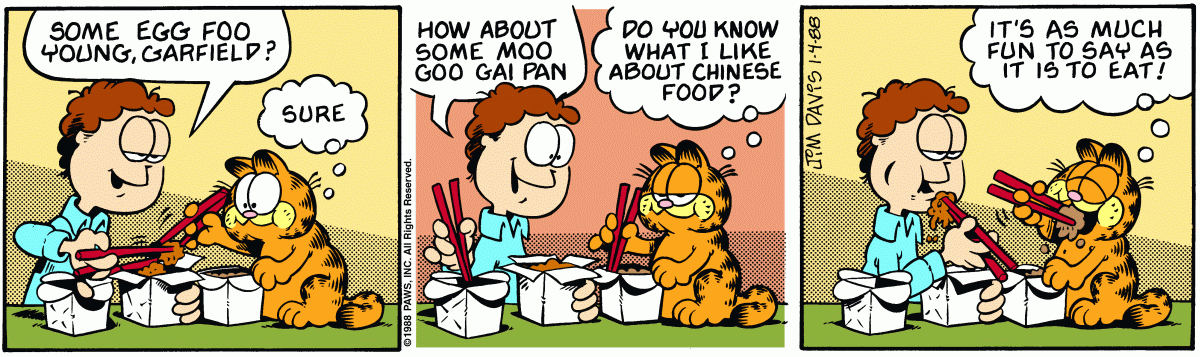 SOME EGG FOO
YOUNG, GARFIELD?
SURE
HOW ABOUT
SOME MOO
GOO GAI PAN
DO YOU KNOW
WHAT I LIKE
ABOUT CHINESE
FOOD?
© 1988 PAWS, INC. All Rights Reserved.
IT'S AS MUCH
FUN TO SAY AS
IT IS TO EAT!
JIM DAVIS 1-4-88